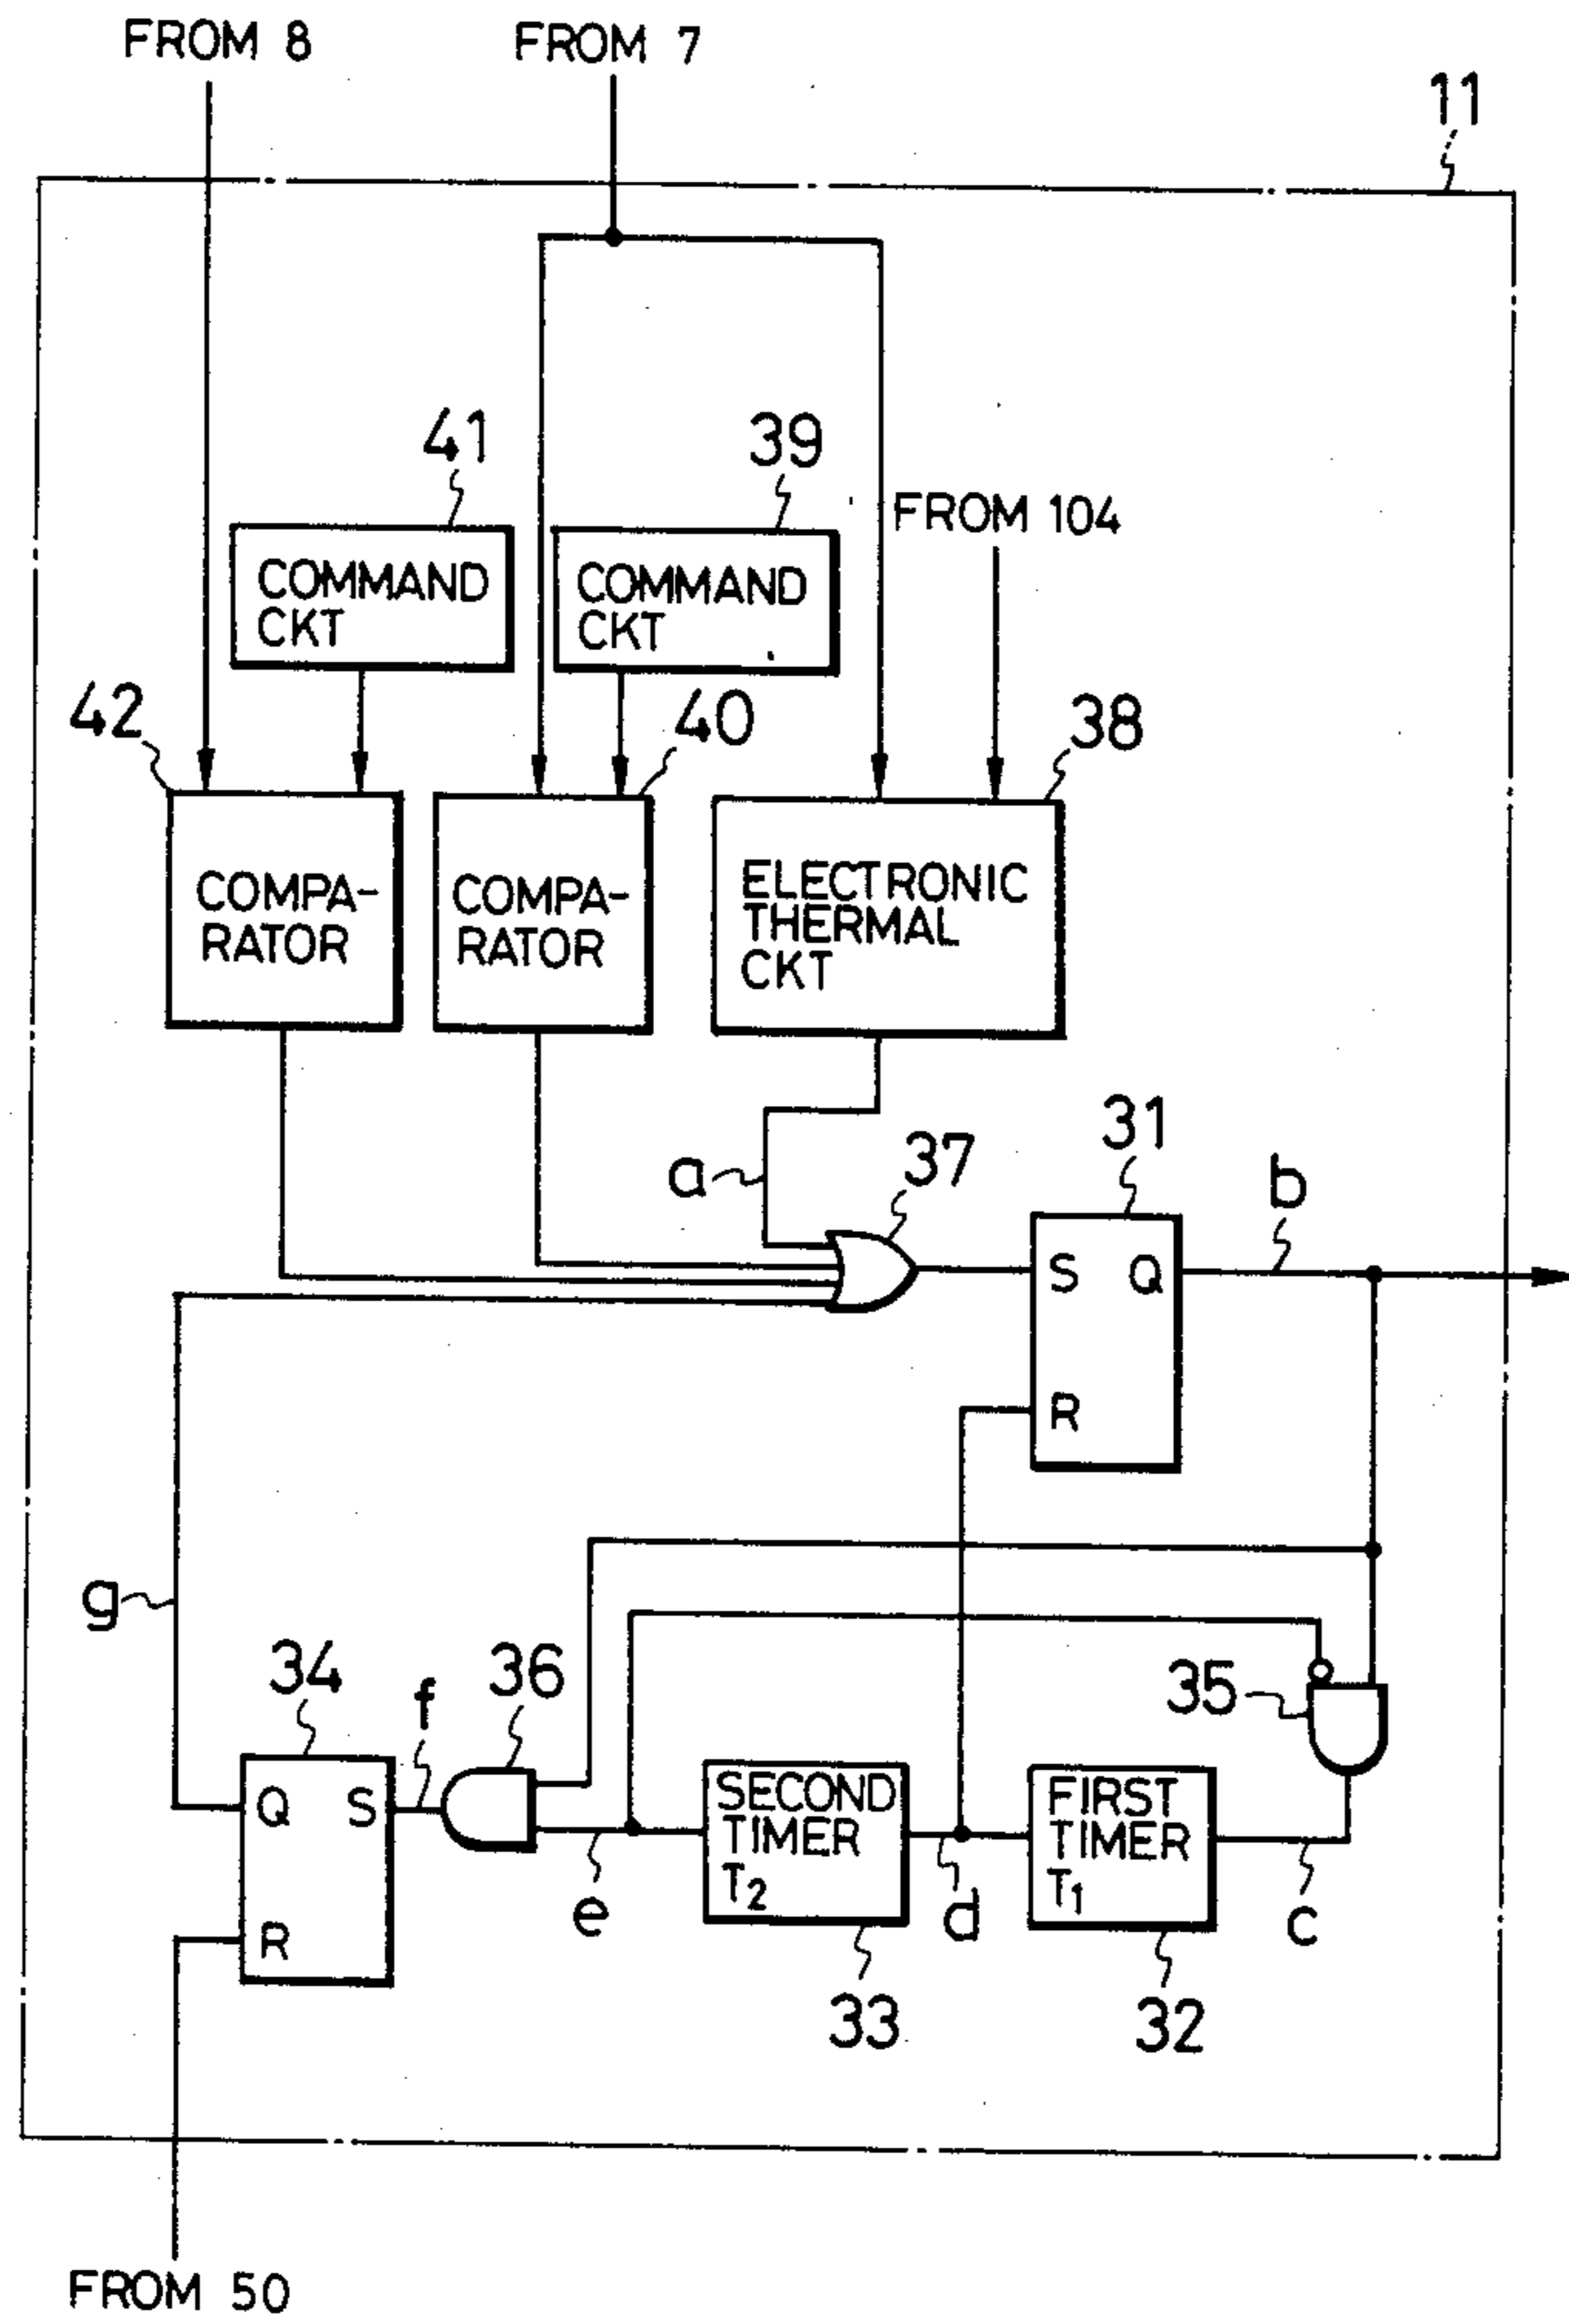 FROM 8
FROM 7
11
41
39
FROM 104
COMMAND
CKT
COMMAND
CKT
42
40
38
COMPA-
RATOR
COMPA-
RATOR
ELECTRONIC
THERMAL
CKT
a
37
31
b
S Q
R
g
34
f
36
35
Q S
R
SECOND
TIMER
T2
FIRST
TIMER
T1
e
d
c
33
32
FROM 50